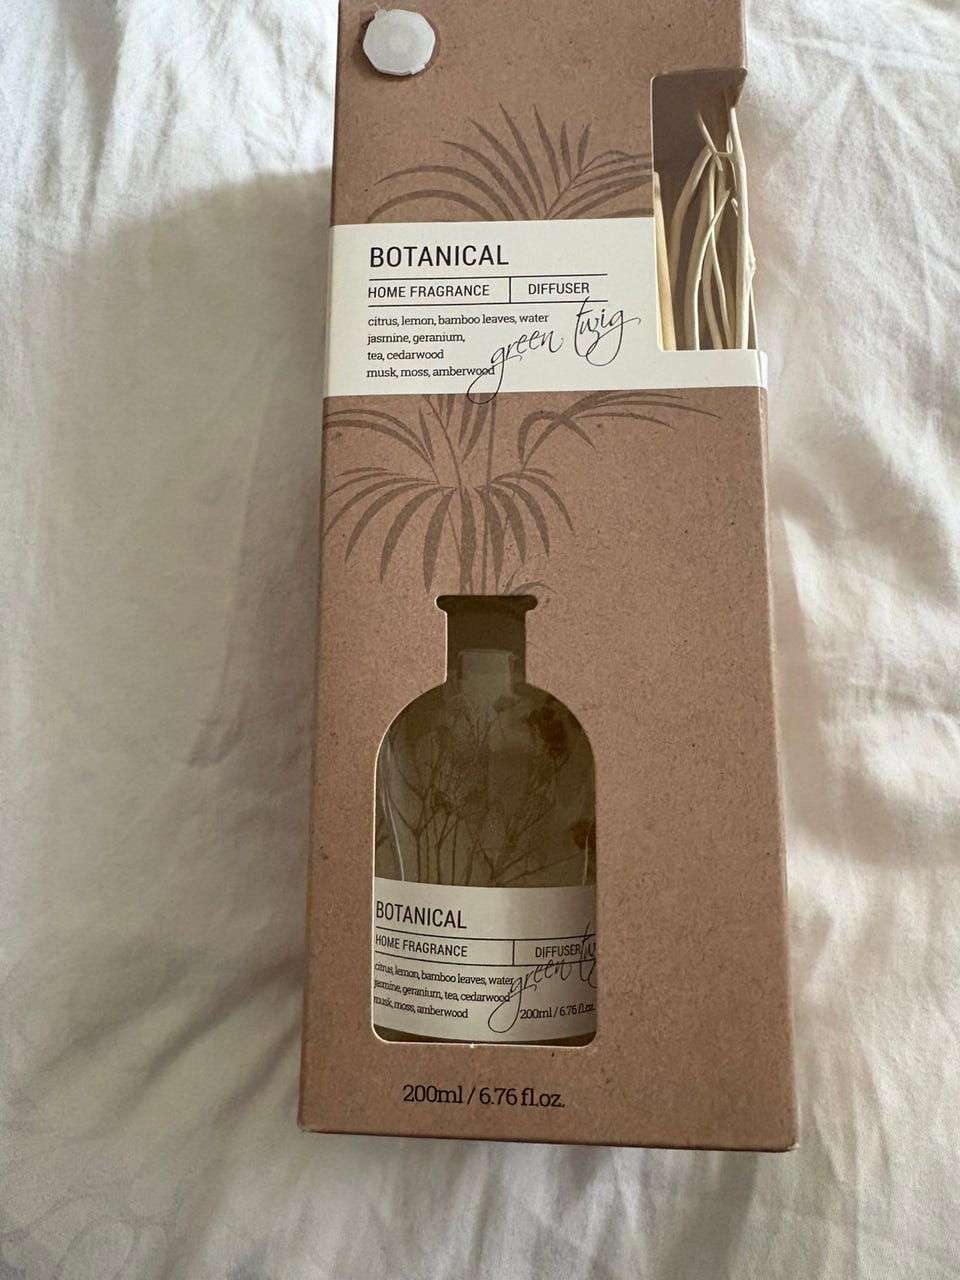 BOTANICAL
HOME FRAGRANCE DIFFUSER
citrus, lemon, bamboo leaves, water
jasmine, geranium,
tea, cedarwood
musk, moss, amberwood
green twig
BOTANICAL
HOME FRAGRANCE DIFFUSER
citrus, lemon, bamboo leaves, water
jasmine, geranium, tea, cedarwood
musk, moss, amberwood
green
200ml / 6.76 fl.oz.
200ml / 6.76 fl.oz.